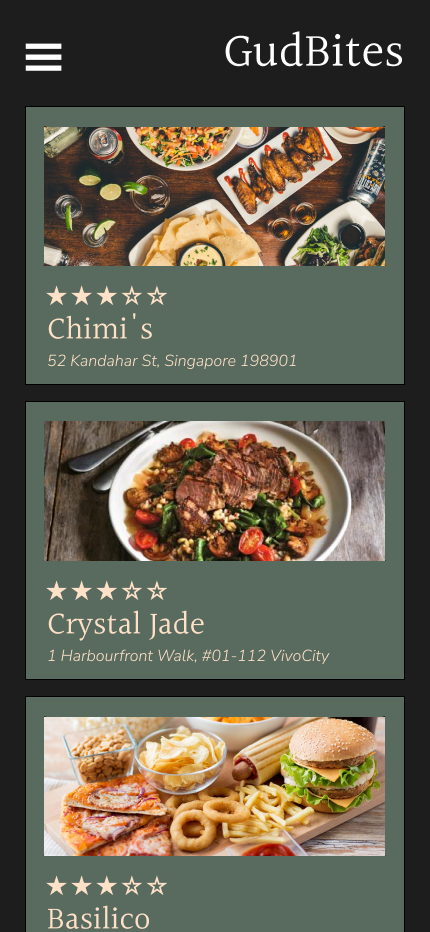 GudBites
★★★☆☆
Chimi's
52 Kandahar St, Singapore 198901
★★★☆☆
Crystal Jade
1 Harbourfront Walk, #01-112 VivoCity
★★★☆☆
Basilico